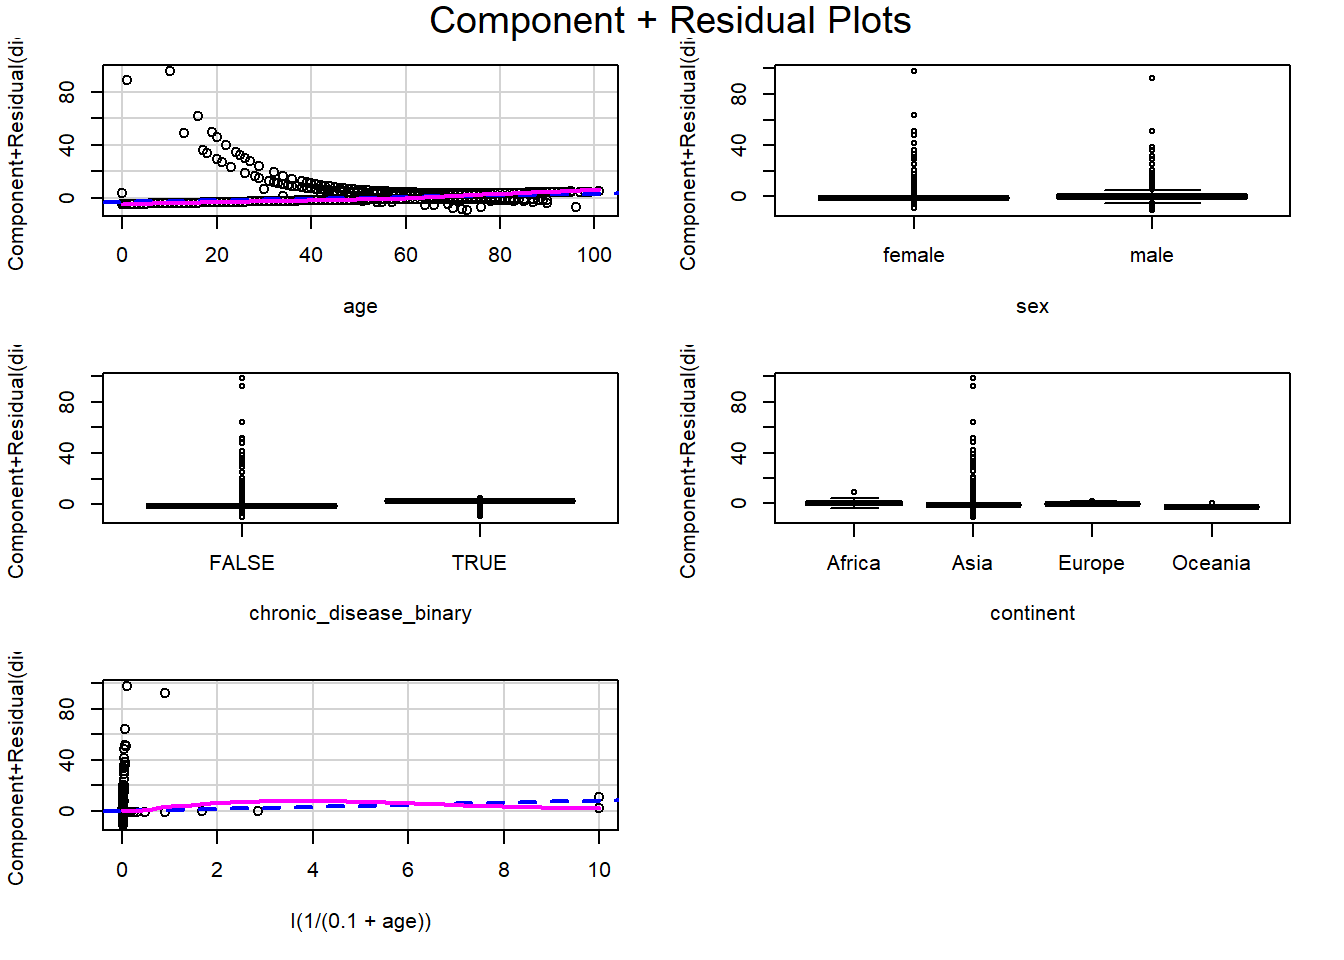 Component + Residual Plots
Component+Residual(di
80
40
0
0 20 40 60 80 100
age
Component+Residual(di
80
40
0
female male
sex
Component+Residual(di
80
40
0
FALSE TRUE
chronic_disease_binary
Component+Residual(di
80
40
0
Africa Asia Europe Oceania
continent
Component+Residual(di
80
40
0
0 2 4 6 8 10
I(1/(0.1 + age))